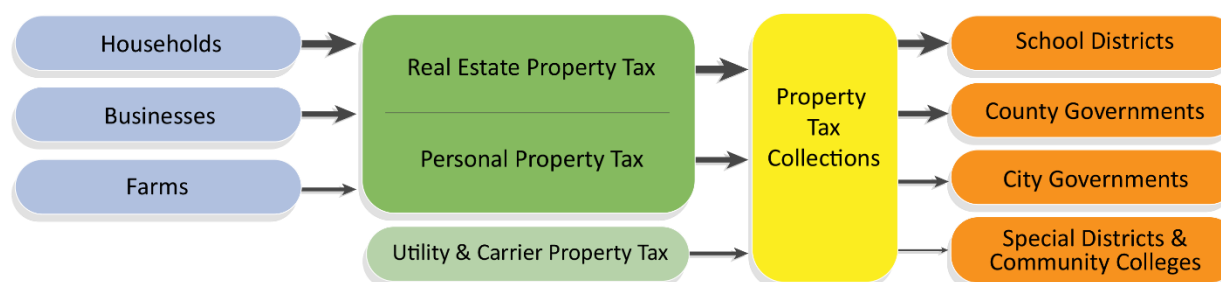 Households
Businesses
Farms
Real Estate Property Tax
Personal Property Tax
Utility & Carrier Property Tax
Property
Tax
Collections
School Districts
County Governments
City Governments
Special Districts &
Community Colleges